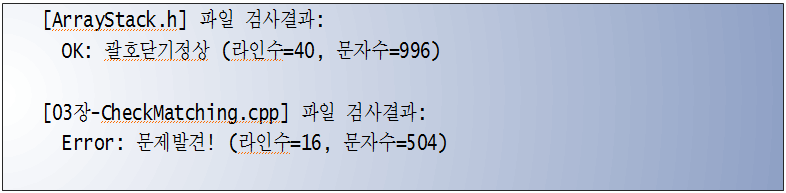 [ArrayStack.h] 파일 검사결과:
OK: 괄호닫기정상 (라인수=40, 문자수=996)
[03장-CheckMatching.cpp] 파일 검사결과:
Error: 문제발견! (라인수=16, 문자수=504)